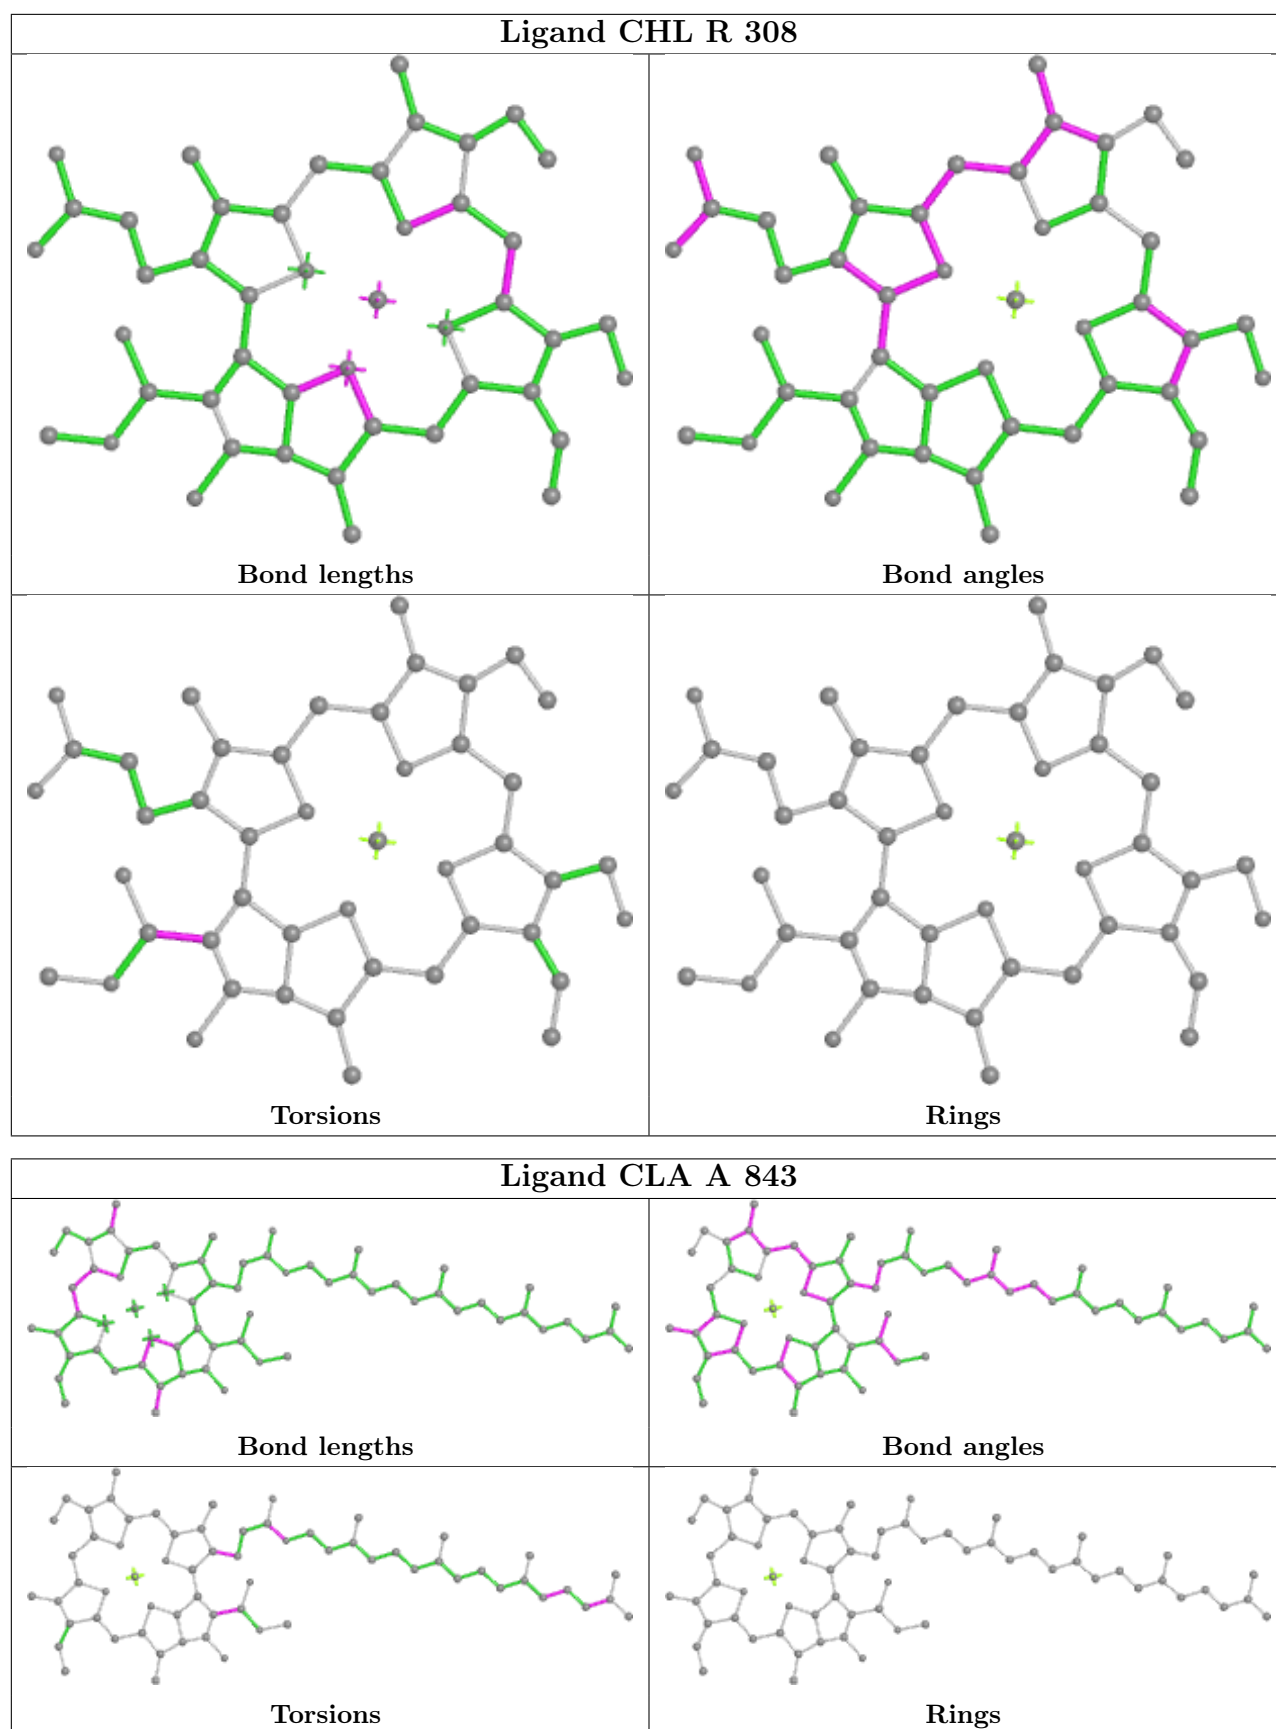 Ligand CHL R 308
Bond lengths
Bond angles
Torsions
Rings
Ligand CLA A 843
Bond lengths
Bond angles
Torsions
Rings